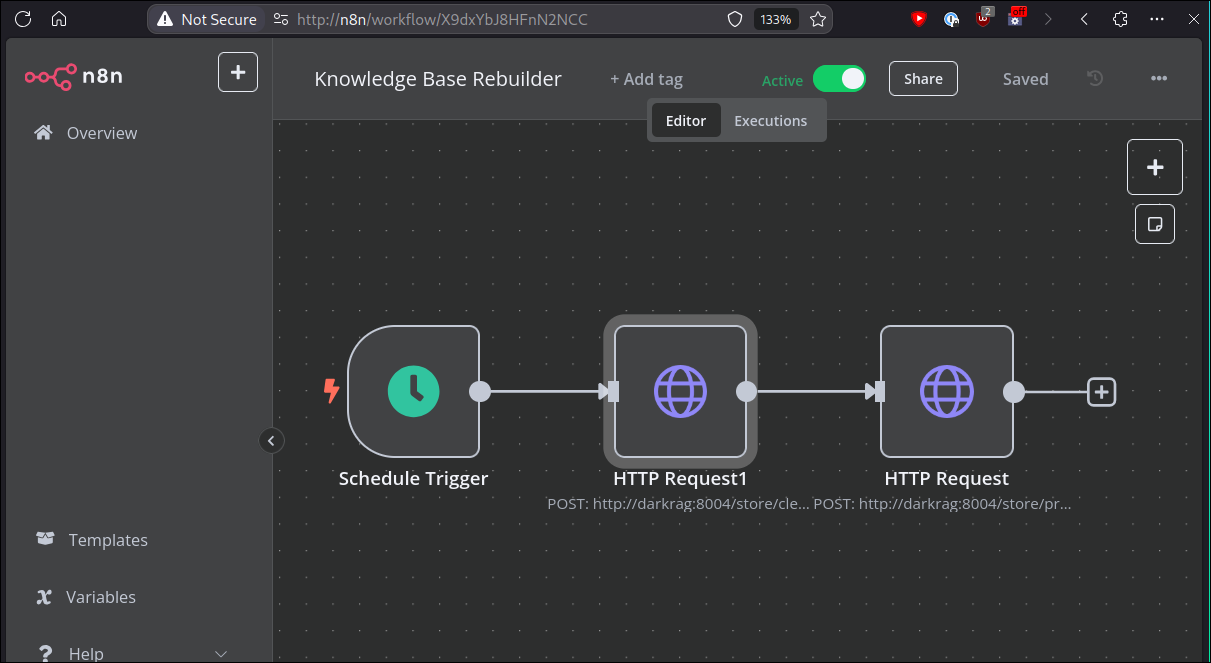 Not Secure
http://n8n/workflow/X9dxYbJ8HFnN2NCC
133%
2
off
n8n
Knowledge Base Rebuilder
+ Add tag
Active
Share
Saved
Overview
Editor
Executions
Schedule Trigger
HTTP Request1
HTTP Request
POST: http://darkrag:8004/store/cle...
POST: http://darkrag:8004/store/pr...
Templates
Variables
Help